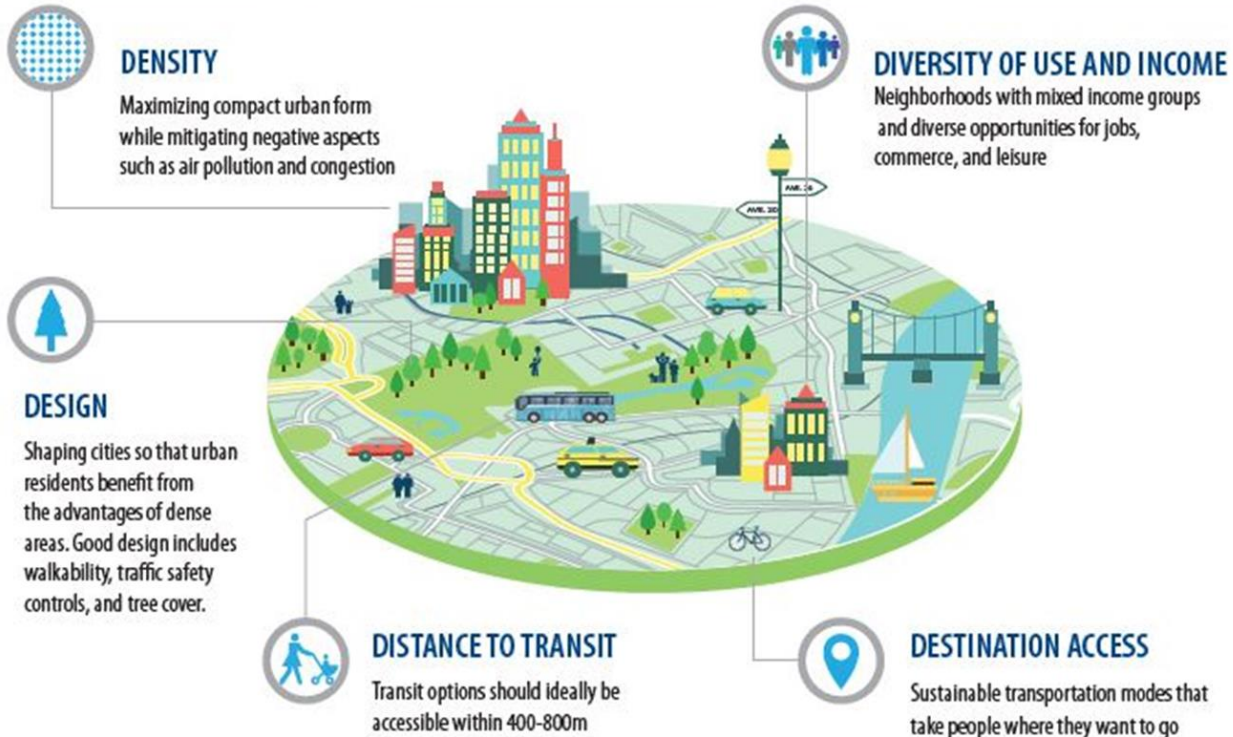 DENSITY
Maximizing compact urban form
while mitigating negative aspects
such as air pollution and congestion
DIVERSITY OF USE AND INCOME
Neighborhoods with mixed income groups
and diverse opportunities for jobs,
commerce, and leisure
AVE. 24
AVE. 20
DESIGN
Shaping cities so that urban
residents benefit from
the advantages of dense
areas. Good design includes
walkability, traffic safety
controls, and tree cover.
DISTANCE TO TRANSIT
Transit options should ideally be
accessible within 400-800m
DESTINATION ACCESS
Sustainable transportation modes that
take people where they want to go